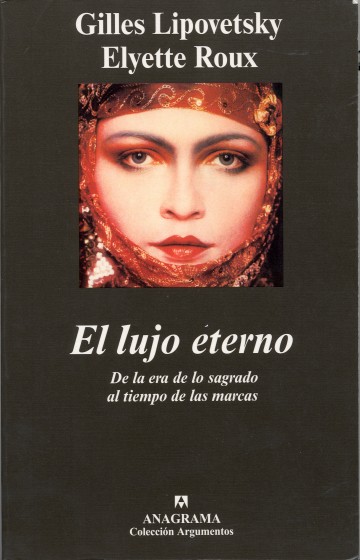 Gilles Lipovetsky
Elyette Roux
El lujo éterno
De la era de lo sagrado
al tiempo de las marcas
ANAGRAMA
Colección Argumentos